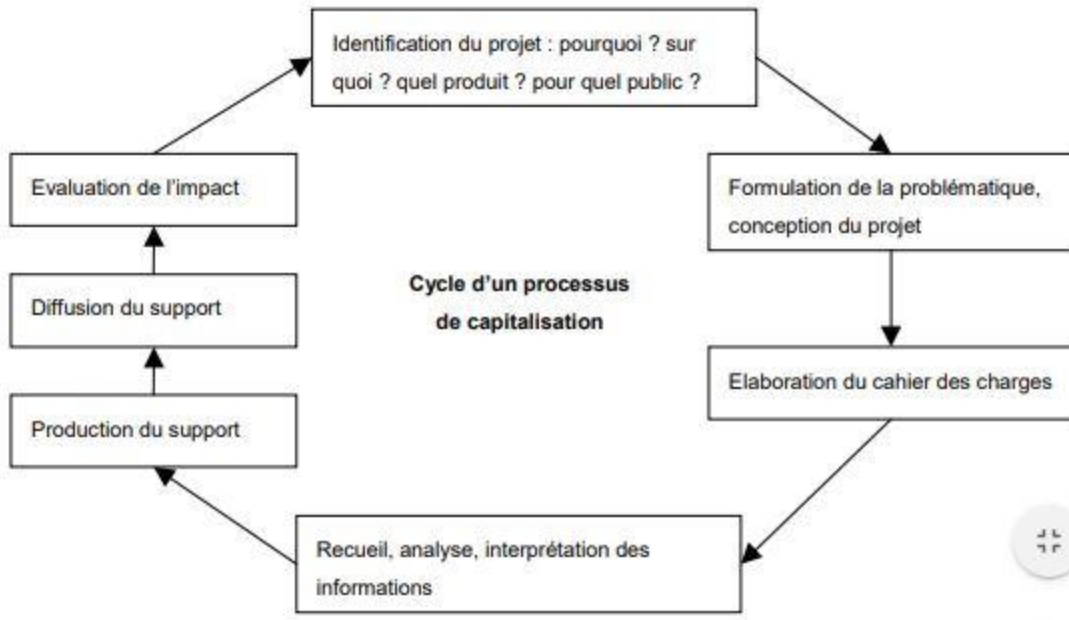 Identification du projet : pourquoi ? sur
quoi ? quel produit ? pour quel public ?
Formulation de la problématique,
conception du projet
Elaboration du cahier des charges
Recueil, analyse, interprétation des
informations
Production du support
Diffusion du support
Evaluation de l'impact
Cycle d'un processus
de capitalisation